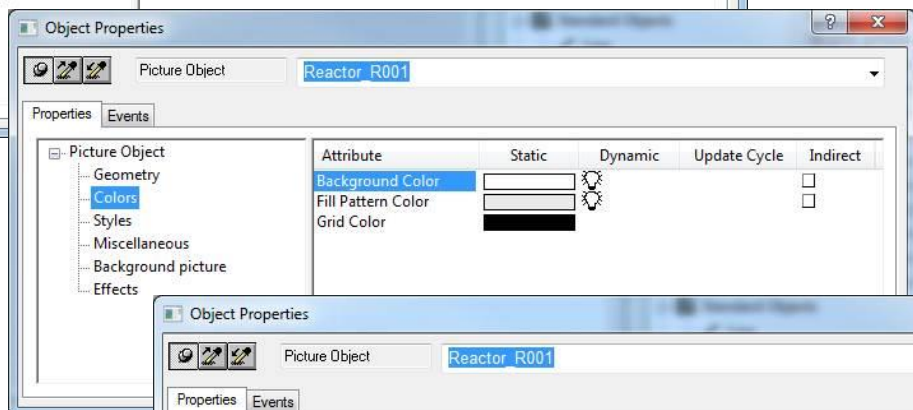 Object Properties
Picture Object Reactor_R001
Properties Events
Picture Object
Geometry
Colors
Styles
Miscellaneous
Background picture
Effects
Attribute Static Dynamic Update Cycle Indirect
Background Color
Fill Pattern Color
Grid Color
Object Properties
Picture Object Reactor_R001
Properties Events